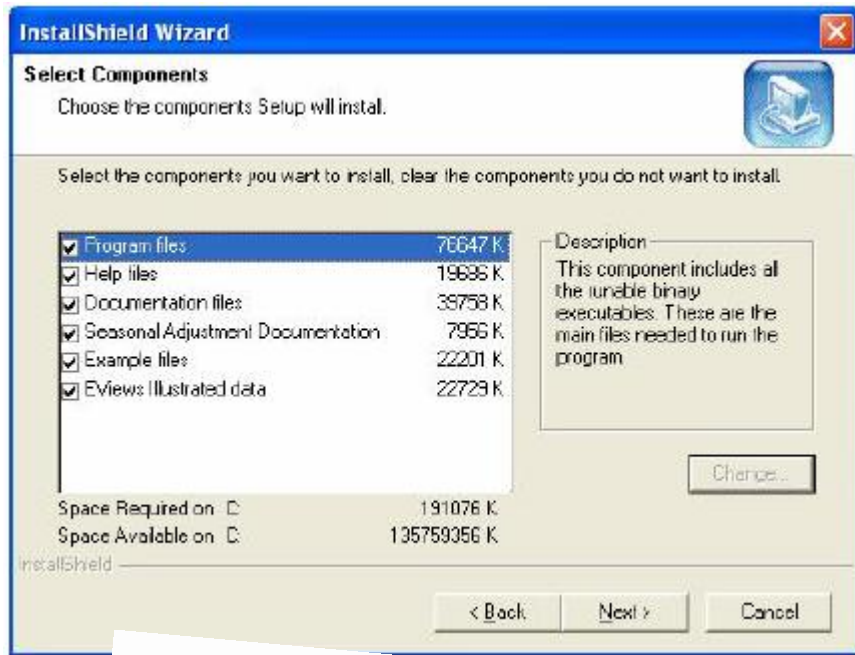 InstallShield Wizard
Select Components
Choose the components Setup will install.
Select the components you want to install, clear the components you do not want to install.
Program files 76647 K
Help files 19686 K
Documentation files 39758 K
Seasonal Adjustment Documentation 7956 K
Example files 22201 K
EViews Illustrated data 22729 K
Description
This component includes all
the runable binary
executables. These are the
main files needed to run the
program
Change...
Space Required on 191076 K
Space Available on 135759356 K
InstallShield
< Back
Next >
Cancel